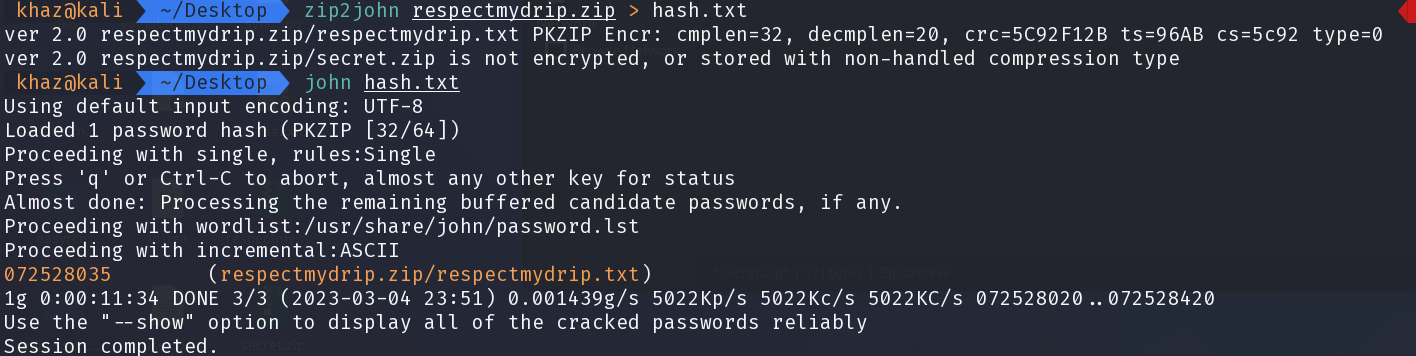 khaz@kali ~/Desktop zip2john respectmydrip.zip > hash.txt
ver 2.0 respectmydrip.zip/respectmydrip.txt PKZIP Encr: cmplen=32, decmplen=20, crc=5C92F12B ts=96AB cs=5c92 type=0
ver 2.0 respectmydrip.zip/secret.zip is not encrypted, or stored with non-handled compression type
khaz@kali ~/Desktop john hash.txt
Using default input encoding: UTF-8
Loaded 1 password hash (PKZIP [32/64])
Proceeding with single, rules:Single
Press 'q' or Ctrl-C to abort, almost any other key for status
Almost done: Processing the remaining buffered candidate passwords, if any.
Proceeding with wordlist:/usr/share/john/password.lst
Proceeding with incremental:ASCII
072528035 (respectmydrip.zip/respectmydrip.txt)
1g 0:00:11:34 DONE 3/3 (2023-03-04 23:51) 0.001439g/s 5022Kp/s 5022Kc/s 5022KC/s 072528020..072528420
Use the "--show" option to display all of the cracked passwords reliably
Session completed.
secret.zip